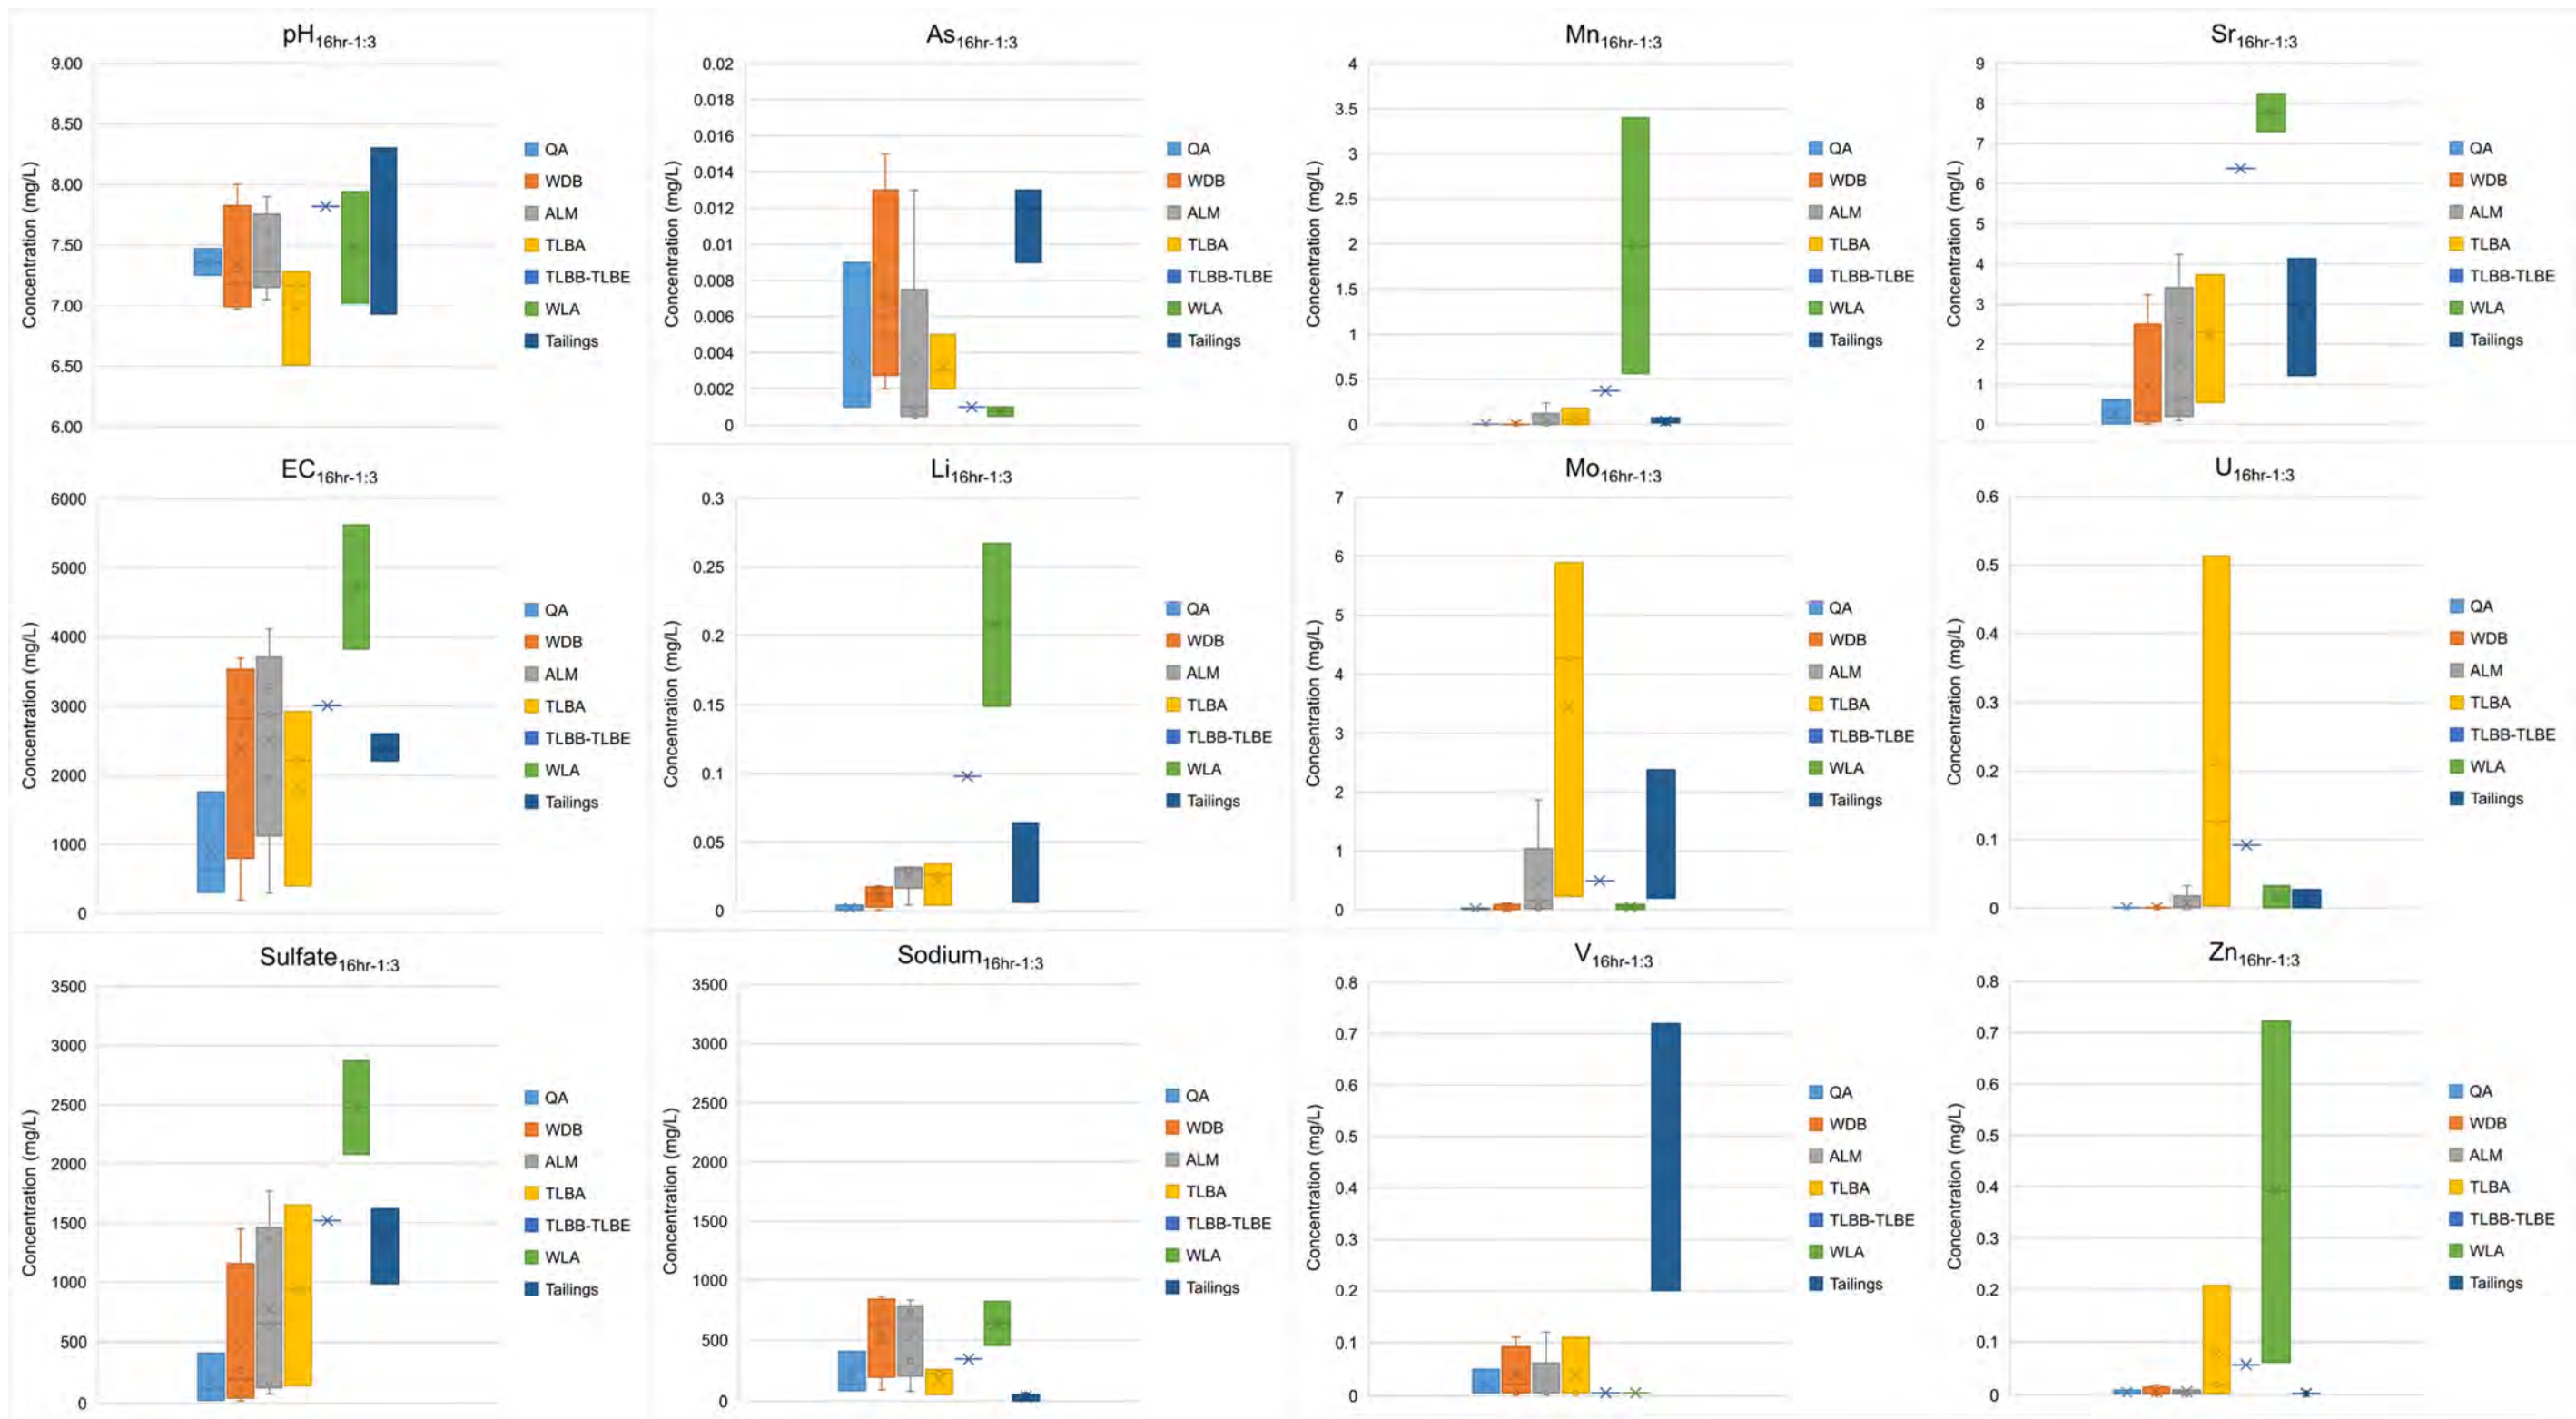 pH16hr-1:3
9.00
8.50
8.00
7.50
7.00
6.50
6.00
Concentration (mg/L)
QA
WDB
ALM
TLBA
TLBB-TLBE
WLA
Tailings
As16hr-1:3
0.02
0.018
0.016
0.014
0.012
0.01
0.008
0.006
0.004
0.002
0
Concentration (mg/L)
QA
WDB
ALM
TLBA
TLBB-TLBE
WLA
Tailings
Mn16hr-1:3
4
3.5
3
2.5
2
1.5
1
0.5
0
Concentration (mg/L)
QA
WDB
ALM
TLBA
TLBB-TLBE
WLA
Tailings
Sr16hr-1:3
9
8
7
6
5
4
3
2
1
0
Concentration (mg/L)
QA
WDB
ALM
TLBA
TLBB-TLBE
WLA
Tailings
EC16hr-1:3
6000
5000
4000
3000
2000
1000
0
Concentration (mg/L)
QA
WDB
ALM
TLBA
TLBB-TLBE
WLA
Tailings
Li16hr-1:3
0.3
0.25
0.2
0.15
0.1
0.05
0
Concentration (mg/L)
QA
WDB
ALM
TLBA
TLBB-TLBE
WLA
Tailings
Mo16hr-1:3
7
6
5
4
3
2
1
0
Concentration (mg/L)
QA
WDB
ALM
TLBA
TLBB-TLBE
WLA
Tailings
U16hr-1:3
0.6
0.5
0.4
0.3
0.2
0.1
0
Concentration (mg/L)
QA
WDB
ALM
TLBA
TLBB-TLBE
WLA
Tailings
Sulfate16hr-1:3
3500
3000
2500
2000
1500
1000
500
0
Concentration (mg/L)
QA
WDB
ALM
TLBA
TLBB-TLBE
WLA
Tailings
Sodium16hr-1:3
3500
3000
2500
2000
1500
1000
500
0
Concentration (mg/L)
QA
WDB
ALM
TLBA
TLBB-TLBE
WLA
Tailings
V16hr-1:3
0.8
0.7
0.6
0.5
0.4
0.3
0.2
0.1
0
Concentration (mg/L)
QA
WDB
ALM
TLBA
TLBB-TLBE
WLA
Tailings
Zn16hr-1:3
0.8
0.7
0.6
0.5
0.4
0.3
0.2
0.1
0
Concentration (mg/L)
QA
WDB
ALM
TLBA
TLBB-TLBE
WLA
Tailings